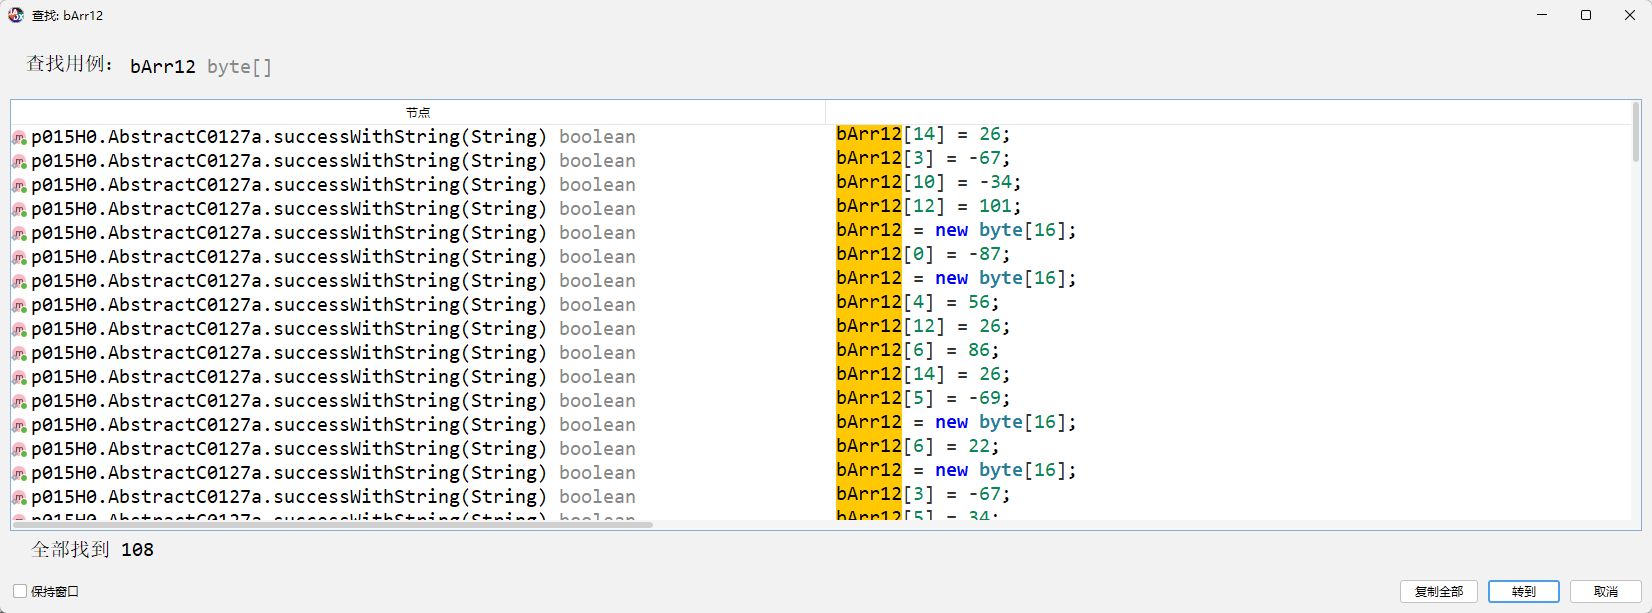 查找: bArr12
查找用例: bArr12 byte[]
节点
p015H0.AbstractC0127a.successWithString(String) boolean bArr12[14] = 26;
p015H0.AbstractC0127a.successWithString(String) boolean bArr12[3] = -67;
p015H0.AbstractC0127a.successWithString(String) boolean bArr12[10] = -34;
p015H0.AbstractC0127a.successWithString(String) boolean bArr12[12] = 101;
p015H0.AbstractC0127a.successWithString(String) boolean bArr12 = new byte[16];
p015H0.AbstractC0127a.successWithString(String) boolean bArr12[0] = -87;
p015H0.AbstractC0127a.successWithString(String) boolean bArr12 = new byte[16];
p015H0.AbstractC0127a.successWithString(String) boolean bArr12[4] = 56;
p015H0.AbstractC0127a.successWithString(String) boolean bArr12[12] = 26;
p015H0.AbstractC0127a.successWithString(String) boolean bArr12[6] = 86;
p015H0.AbstractC0127a.successWithString(String) boolean bArr12[14] = 26;
p015H0.AbstractC0127a.successWithString(String) boolean bArr12[5] = -69;
p015H0.AbstractC0127a.successWithString(String) boolean bArr12 = new byte[16];
p015H0.AbstractC0127a.successWithString(String) boolean bArr12[6] = 22;
p015H0.AbstractC0127a.successWithString(String) boolean bArr12 = new byte[16];
p015H0.AbstractC0127a.successWithString(String) boolean bArr12[3] = -67;
p015H0.AbstractC0127a.successWithString(String) boolean bArr12[5] = 34;
全部找到 108
保持窗口 复制全部 转到 取消